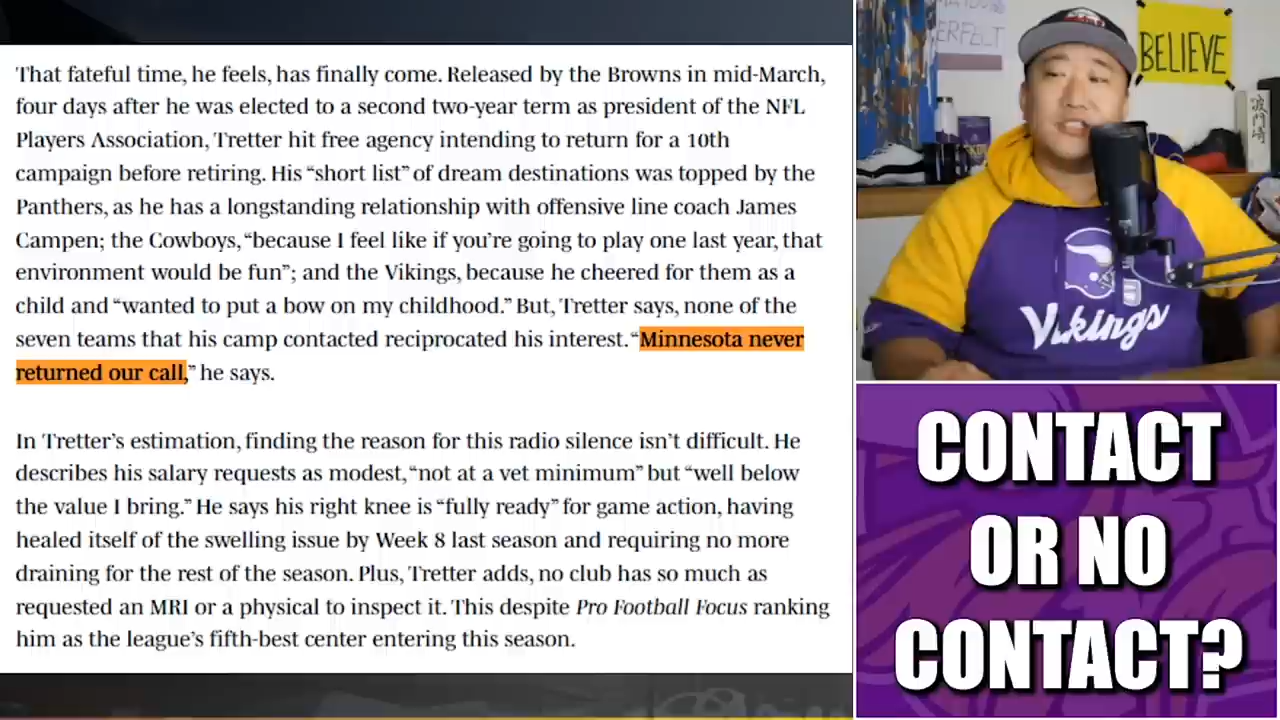 That fateful time, he feels, has finally come. Released by the Browns in mid-March,
four days after he was elected to a second two-year term as president of the NFL
Players Association, Tretter hit free agency intending to return for a 10th
campaign before retiring. His “short list” of dream destinations was topped by the
Panthers, as he has a longstanding relationship with offensive line coach James
Campen; the Cowboys, “because I feel like if you’re going to play one last year, that
environment would be fun”; and the Vikings, because he cheered for them as a
child and “wanted to put a bow on my childhood.” But, Tretter says, none of the
seven teams that his camp contacted reciprocated his interest. “Minnesota never
returned our call,” he says.
In Tretter’s estimation, finding the reason for this radio silence isn’t difficult. He
describes his salary requests as modest, “not at a vet minimum” but “well below
the value I bring.” He says his right knee is “fully ready” for game action, having
healed itself of the swelling issue by Week 8 last season and requiring no more
draining for the rest of the season. Plus, Tretter adds, no club has so much as
requested an MRI or a physical to inspect it. This despite Pro Football Focus ranking
him as the league’s fifth-best center entering this season.
BELIEVE
波門崎
Vikings
CONTACT
OR NO
CONTACT?